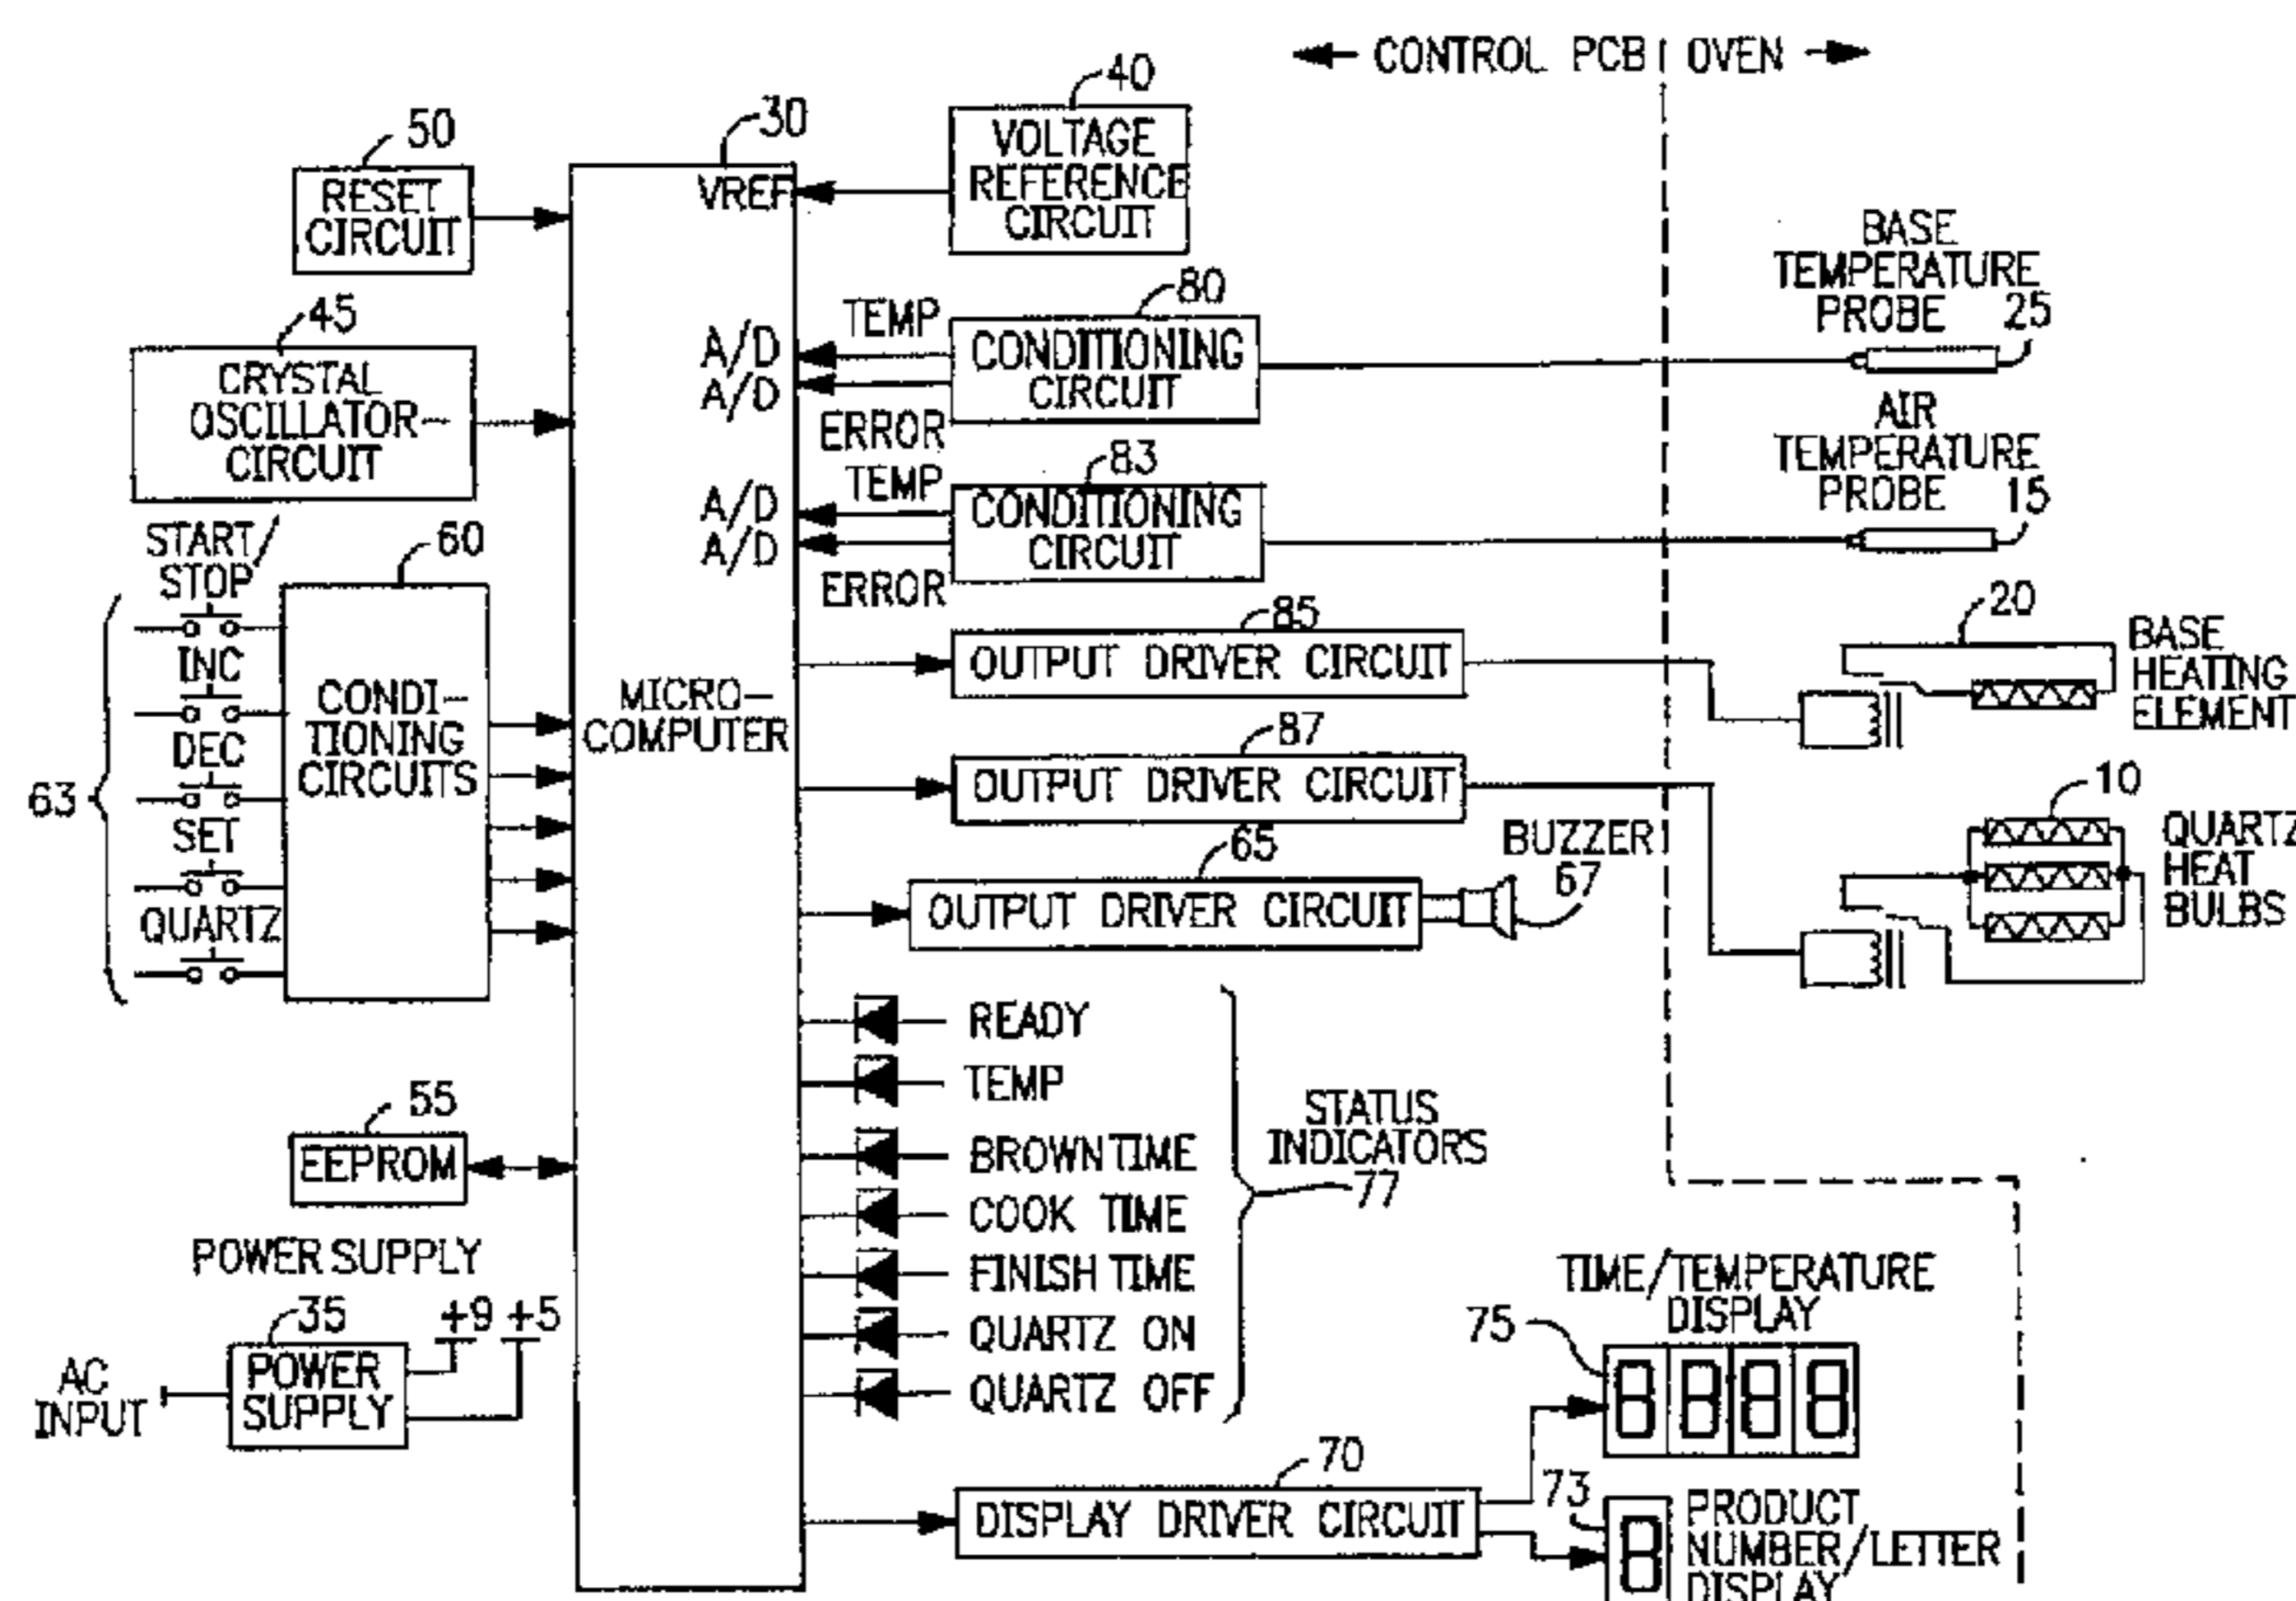 CONTROL PCB OVEN
50
RESET
CIRCUIT
30
VREF
40
VOLTAGE
REFERENCE
CIRCUIT
45
CRYSTAL
OSCILLATOR-
CIRCUIT
80
TEMP
A/D
A/D
ERROR
CONDITIONING
CIRCUIT
BASE
TEMPERATURE
PROBE 25
83
TEMP
A/D
A/D
ERROR
CONDITIONING
CIRCUIT
AIR
TEMPERATURE
PROBE 15
START/
STOP
INC
DEC
SET
QUARTZ
63
60
CONDI-
TIONING
CIRCUITS
MICRO-
COMPUTER
85
OUTPUT DRIVER CIRCUIT
20
BASE
HEATING
ELEMENT
87
OUTPUT DRIVER CIRCUIT
10
QUARTZ
HEAT
BULBS
65
OUTPUT DRIVER CIRCUIT
BUZZER
67
READY
TEMP
BROWN TIME
COOK TIME
FINISH TIME
QUARTZ ON
QUARTZ OFF
STATUS
INDICATORS
77
55
EEPROM
POWER SUPPLY
35
POWER
SUPPLY
+9 +5
AC
INPUT
70
DISPLAY DRIVER CIRCUIT
TIME/TEMPERATURE
DISPLAY
75
8 8 8 8
73
8
PRODUCT
NUMBER/LETTER
DISPLAY